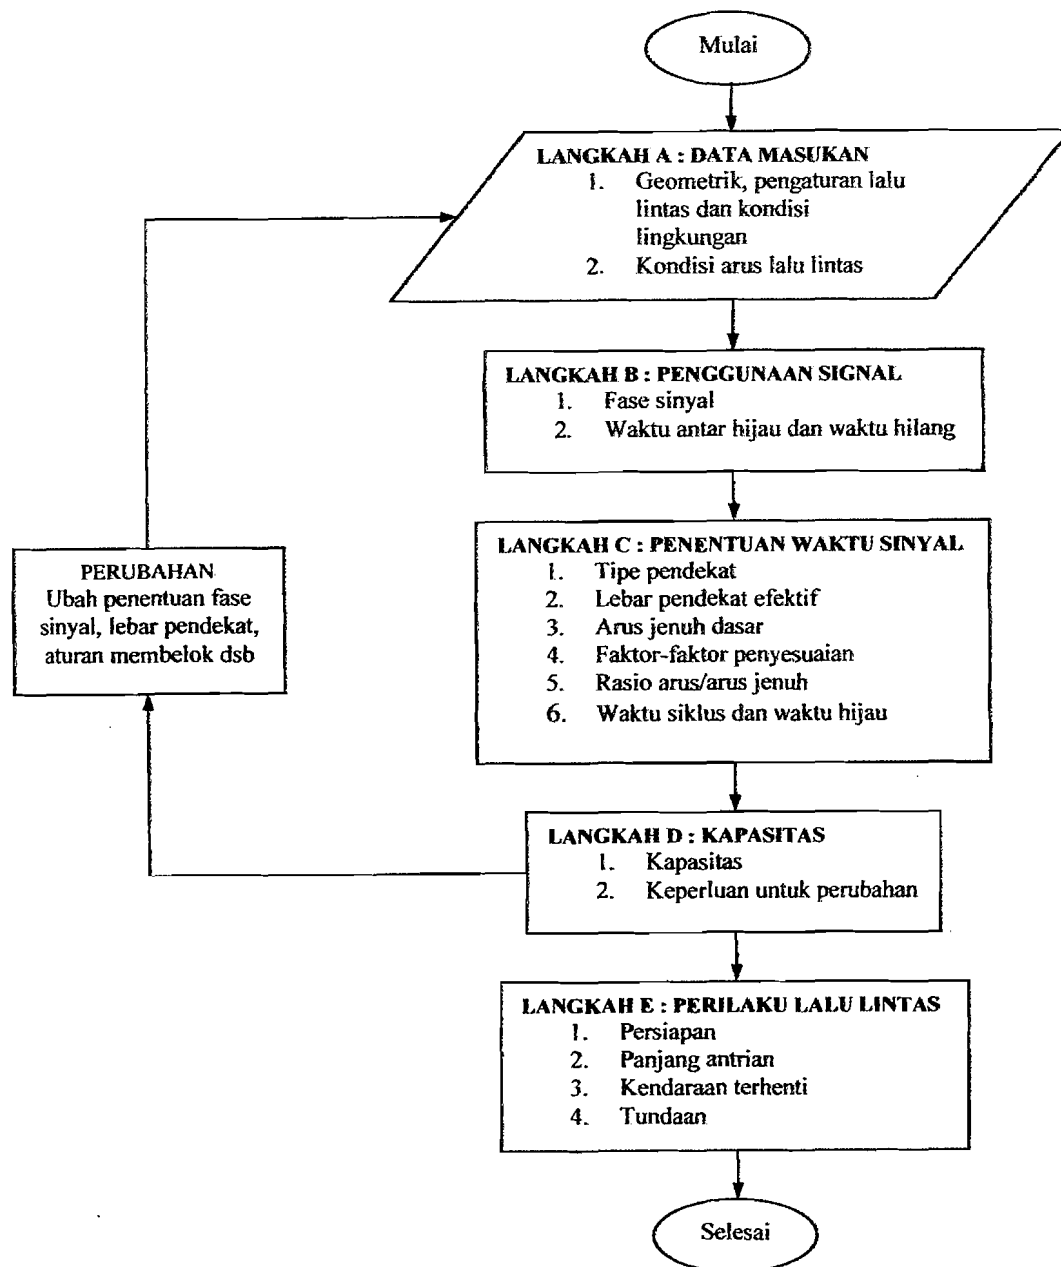 Mulai
LANGKAH A : DATA MASUKAN
1. Geometrik, pengaturan lalu
lintas dan kondisi
lingkungan
2. Kondisi arus lalu lintas
LANGKAH B : PENGGUNAAN SIGNAL
1. Fase sinyal
2. Waktu antar hijau dan waktu hilang
LANGKAH C : PENENTUAN WAKTU SINYAL
1. Tipe pendekat
2. Lebar pendekat efektif
3. Arus jenuh dasar
4. Faktor-faktor penyesuaian
5. Rasio arus/arus jenuh
6. Waktu siklus dan waktu hijau
PERUBAHAN
Ubah penentuan fase
sinyal, lebar pendekat,
aturan membelok dsb
LANGKAH D : KAPASITAS
1. Kapasitas
2. Keperluan untuk perubahan
LANGKAH E : PERILAKU LALU LINTAS
1. Persiapan
2. Panjang antrian
3. Kendaraan terhenti
4. Tundaan
Selesai